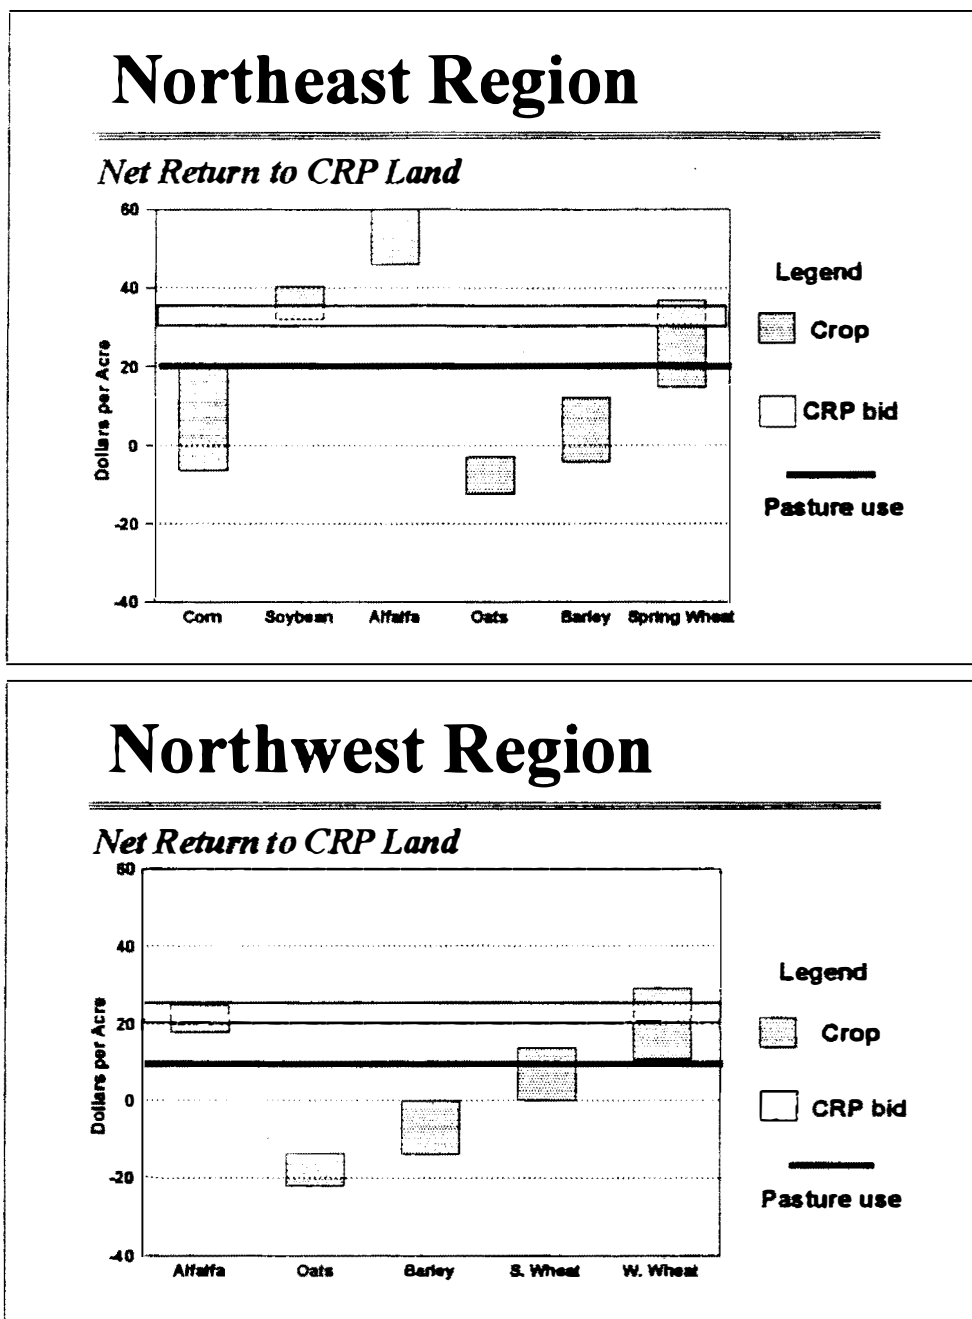 Northeast Region
Net Return to CRP Land
60
40
20
0
-20
-40
Dollars per Acre
Corn Soybean Alfalfa Oats Barley Spring Wheat
Legend
Crop
CRP bid
Pasture use
Northwest Region
Net Return to CRP Land
60
40
20
0
-20
-40
Dollars per Acre
Alfalfa Oats Barley S. Wheat W. Wheat
Legend
Crop
CRP bid
Pasture use